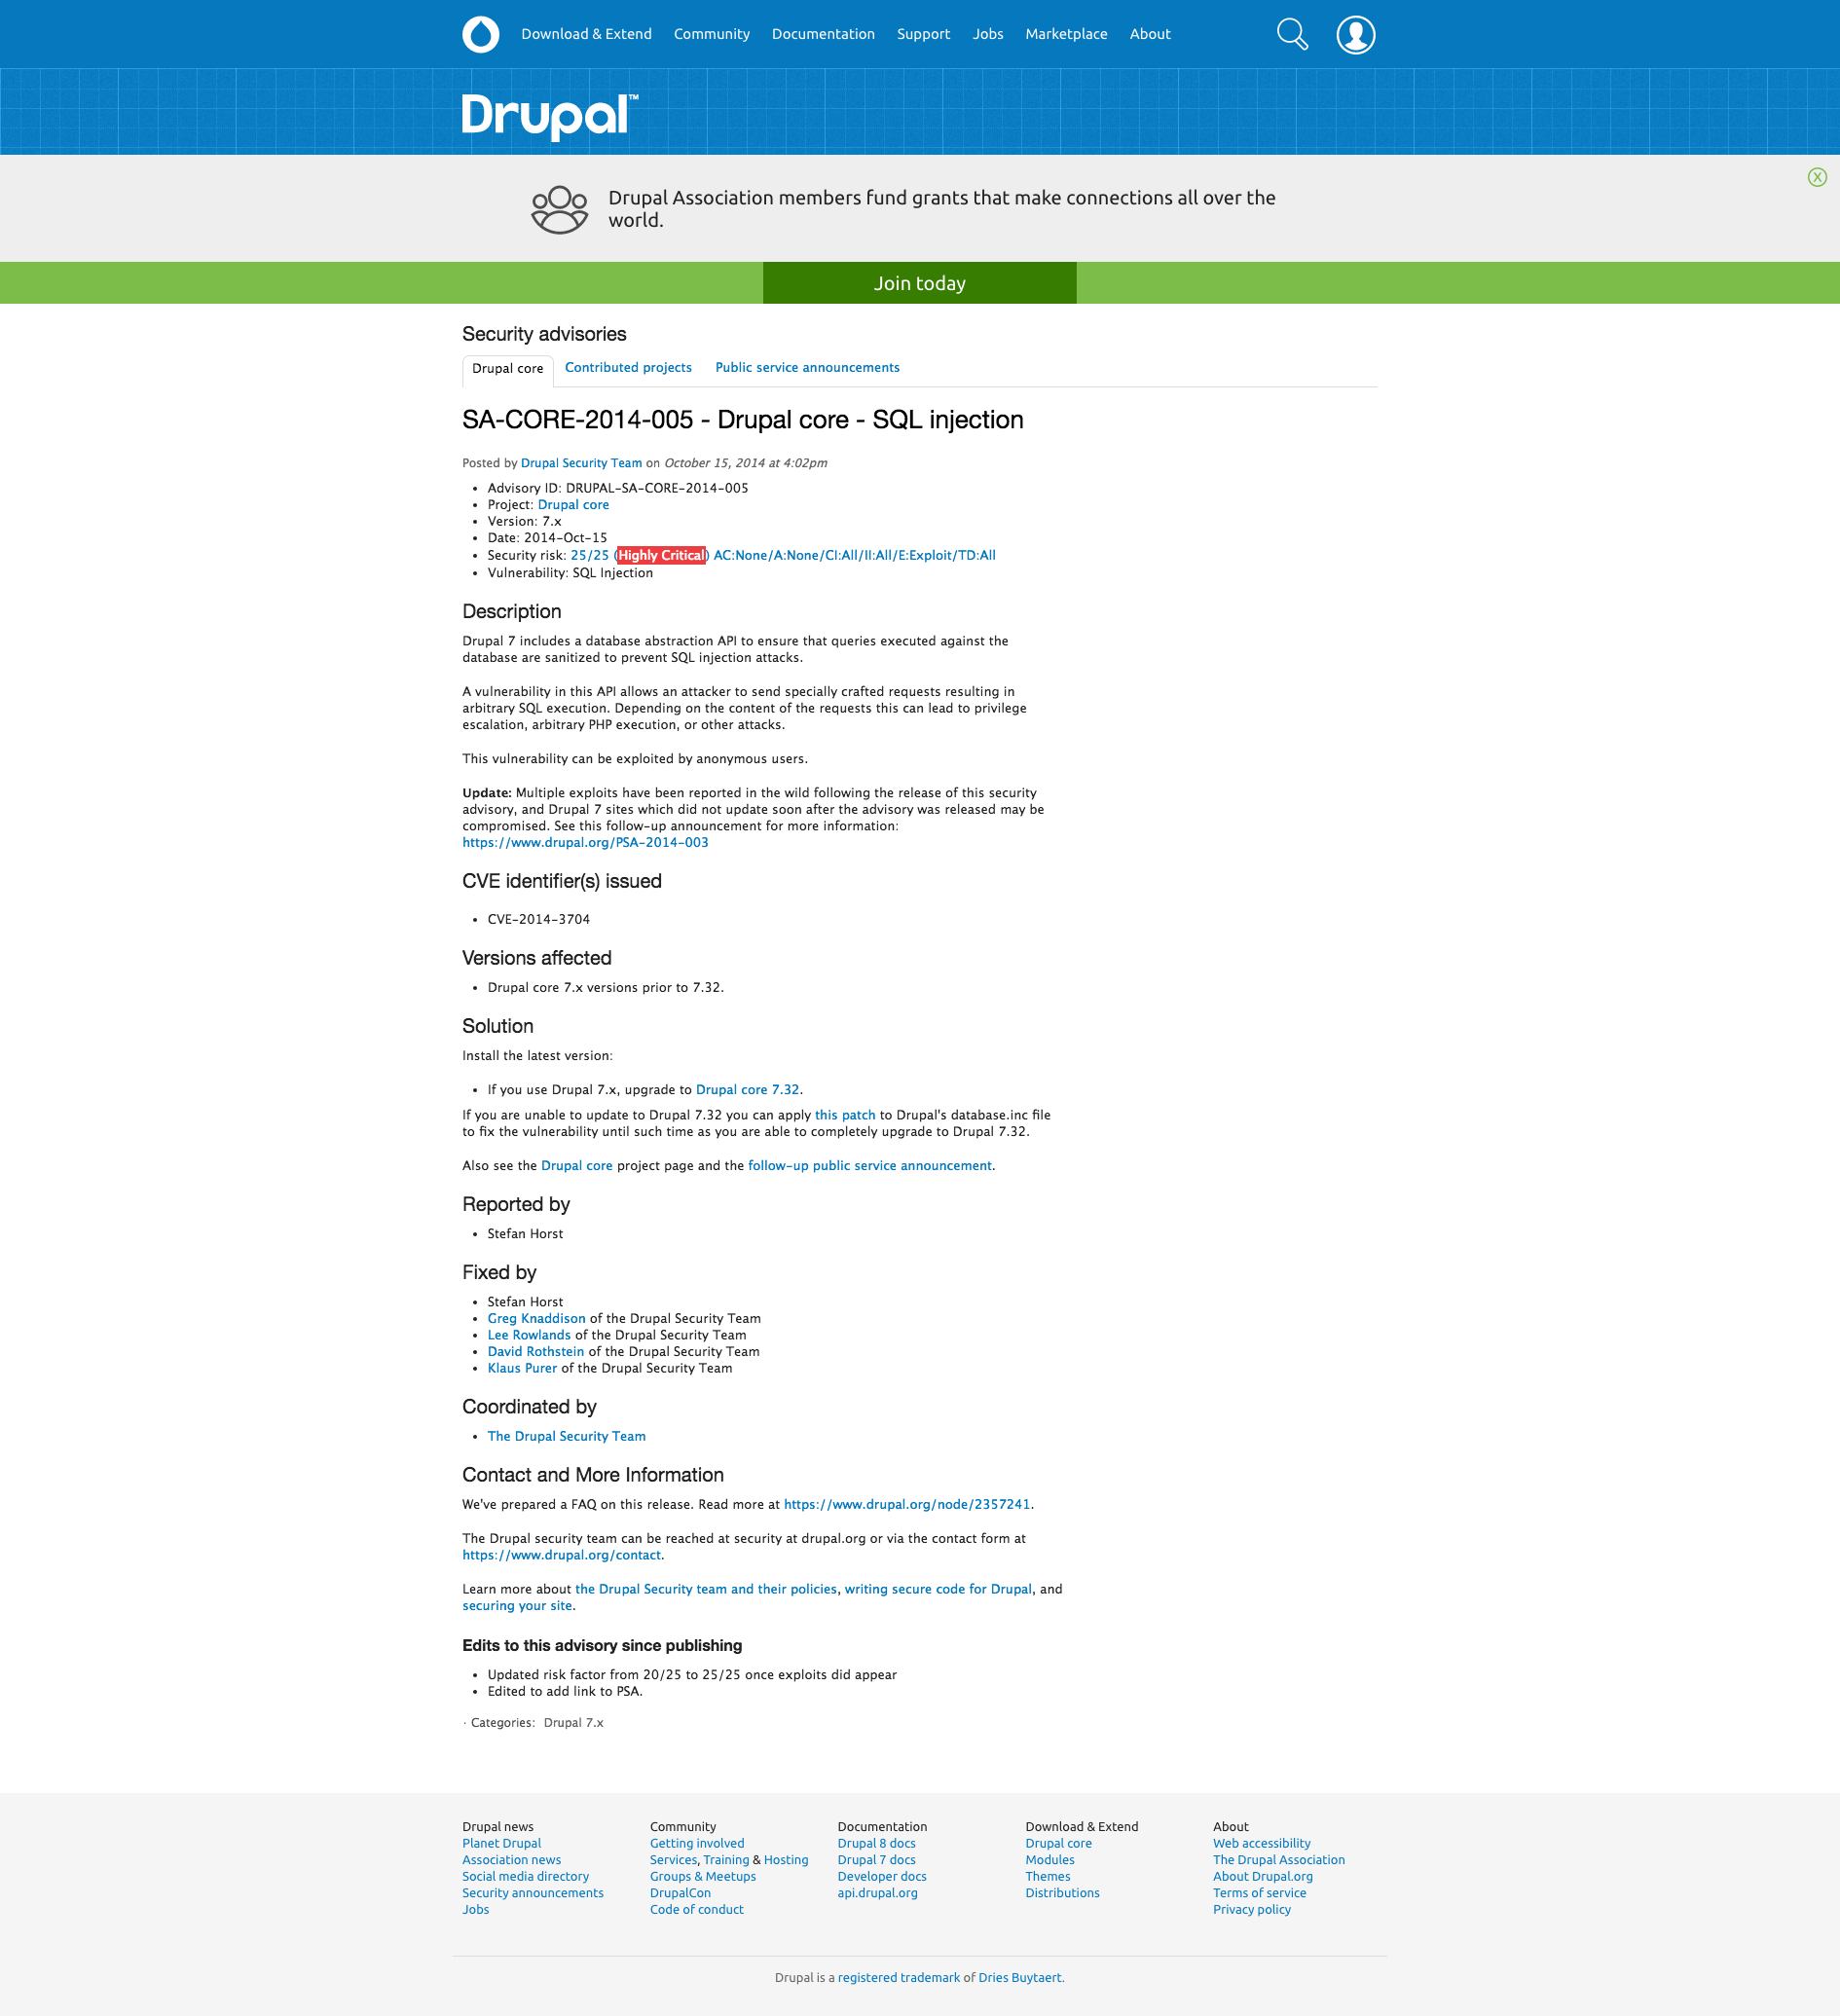 Download & Extend Community Documentation Support Jobs Marketplace About
Drupal™
Drupal Association members fund grants that make connections all over the
world.
Join today
Security advisories
Drupal core Contributed projects Public service announcements
SA-CORE-2014-005 - Drupal core - SQL injection
Posted by Drupal Security Team on October 15, 2014 at 4:02pm
• Advisory ID: DRUPAL-SA-CORE-2014-005
• Project: Drupal core
• Version: 7.x
• Date: 2014-Oct-15
• Security risk: 25/25 (Highly Critical) AC:None/A:None/CI:All/II:All/E:Exploit/TD:All
• Vulnerability: SQL Injection
Description
Drupal 7 includes a database abstraction API to ensure that queries executed against the
database are sanitized to prevent SQL injection attacks.
A vulnerability in this API allows an attacker to send specially crafted requests resulting in
arbitrary SQL execution. Depending on the content of the requests this can lead to privilege
escalation, arbitrary PHP execution, or other attacks.
This vulnerability can be exploited by anonymous users.
Update: Multiple exploits have been reported in the wild following the release of this security
advisory, and Drupal 7 sites which did not update soon after the advisory was released may be
compromised. See this follow-up announcement for more information:
https://www.drupal.org/PSA-2014-003
CVE identifier(s) issued
• CVE-2014-3704
Versions affected
• Drupal core 7.x versions prior to 7.32.
Solution
Install the latest version:
• If you use Drupal 7.x, upgrade to Drupal core 7.32.
If you are unable to update to Drupal 7.32 you can apply this patch to Drupal's database.inc file
to fix the vulnerability until such time as you are able to completely upgrade to Drupal 7.32.
Also see the Drupal core project page and the follow-up public service announcement.
Reported by
• Stefan Horst
Fixed by
• Stefan Horst
• Greg Knaddison of the Drupal Security Team
• Lee Rowlands of the Drupal Security Team
• David Rothstein of the Drupal Security Team
• Klaus Purer of the Drupal Security Team
Coordinated by
• The Drupal Security Team
Contact and More Information
We've prepared a FAQ on this release. Read more at https://www.drupal.org/node/2357241.
The Drupal security team can be reached at security at drupal.org or via the contact form at
https://www.drupal.org/contact.
Learn more about the Drupal Security team and their policies, writing secure code for Drupal, and
securing your site.
Edits to this advisory since publishing
• Updated risk factor from 20/25 to 25/25 once exploits did appear
• Edited to add link to PSA.
· Categories: Drupal 7.x
Drupal news
Planet Drupal
Association news
Social media directory
Security announcements
Jobs
Community
Getting involved
Services, Training & Hosting
Groups & Meetups
DrupalCon
Code of conduct
Documentation
Drupal 8 docs
Drupal 7 docs
Developer docs
api.drupal.org
Download & Extend
Drupal core
Modules
Themes
Distributions
About
Web accessibility
The Drupal Association
About Drupal.org
Terms of service
Privacy policy
Drupal is a registered trademark of Dries Buytaert.